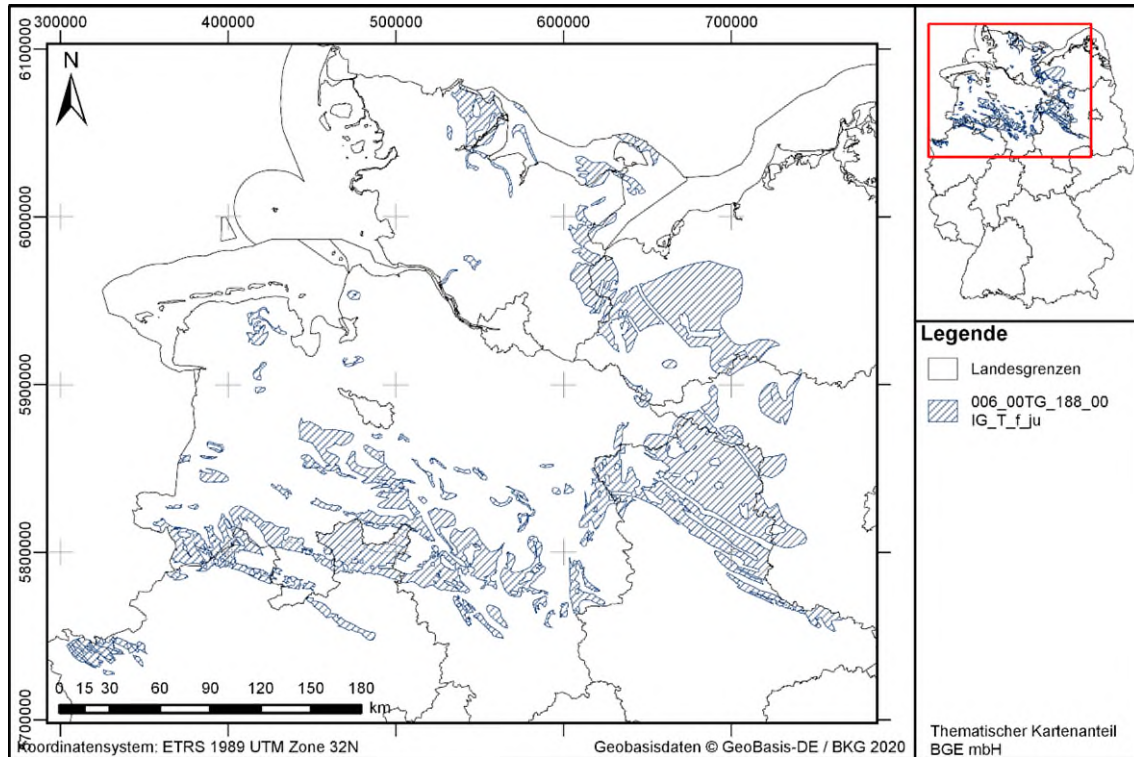 300000 400000 500000 600000 700000
6100000
6000000
5900000
5800000
5700000
N
0 15 30 60 90 120 150 180
km
Koordinatensystem: ETRS 1989 UTM Zone 32N
Geobasisdaten © GeoBasis-DE / BKG 2020
Legende
Landesgrenzen
006_00TG_188_00
IG_T_f_ju
Thematischer Kartenanteil
BGE mbH